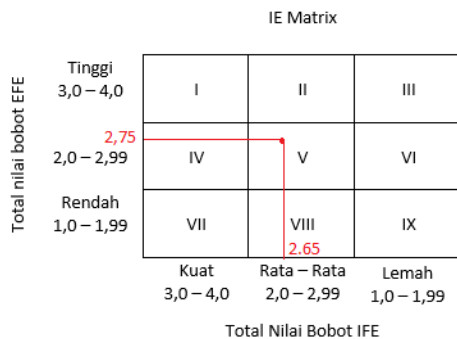 IE Matrix
Total nilai bobot EFE
Tinggi
3,0 – 4,0
I
II
III
2,75
2,0 – 2,99
IV
V
VI
Rendah
1,0 – 1,99
VII
VIII
IX
2.65
Kuat
3,0 – 4,0
Rata – Rata
2,0 – 2,99
Lemah
1,0 – 1,99
Total Nilai Bobot IFE